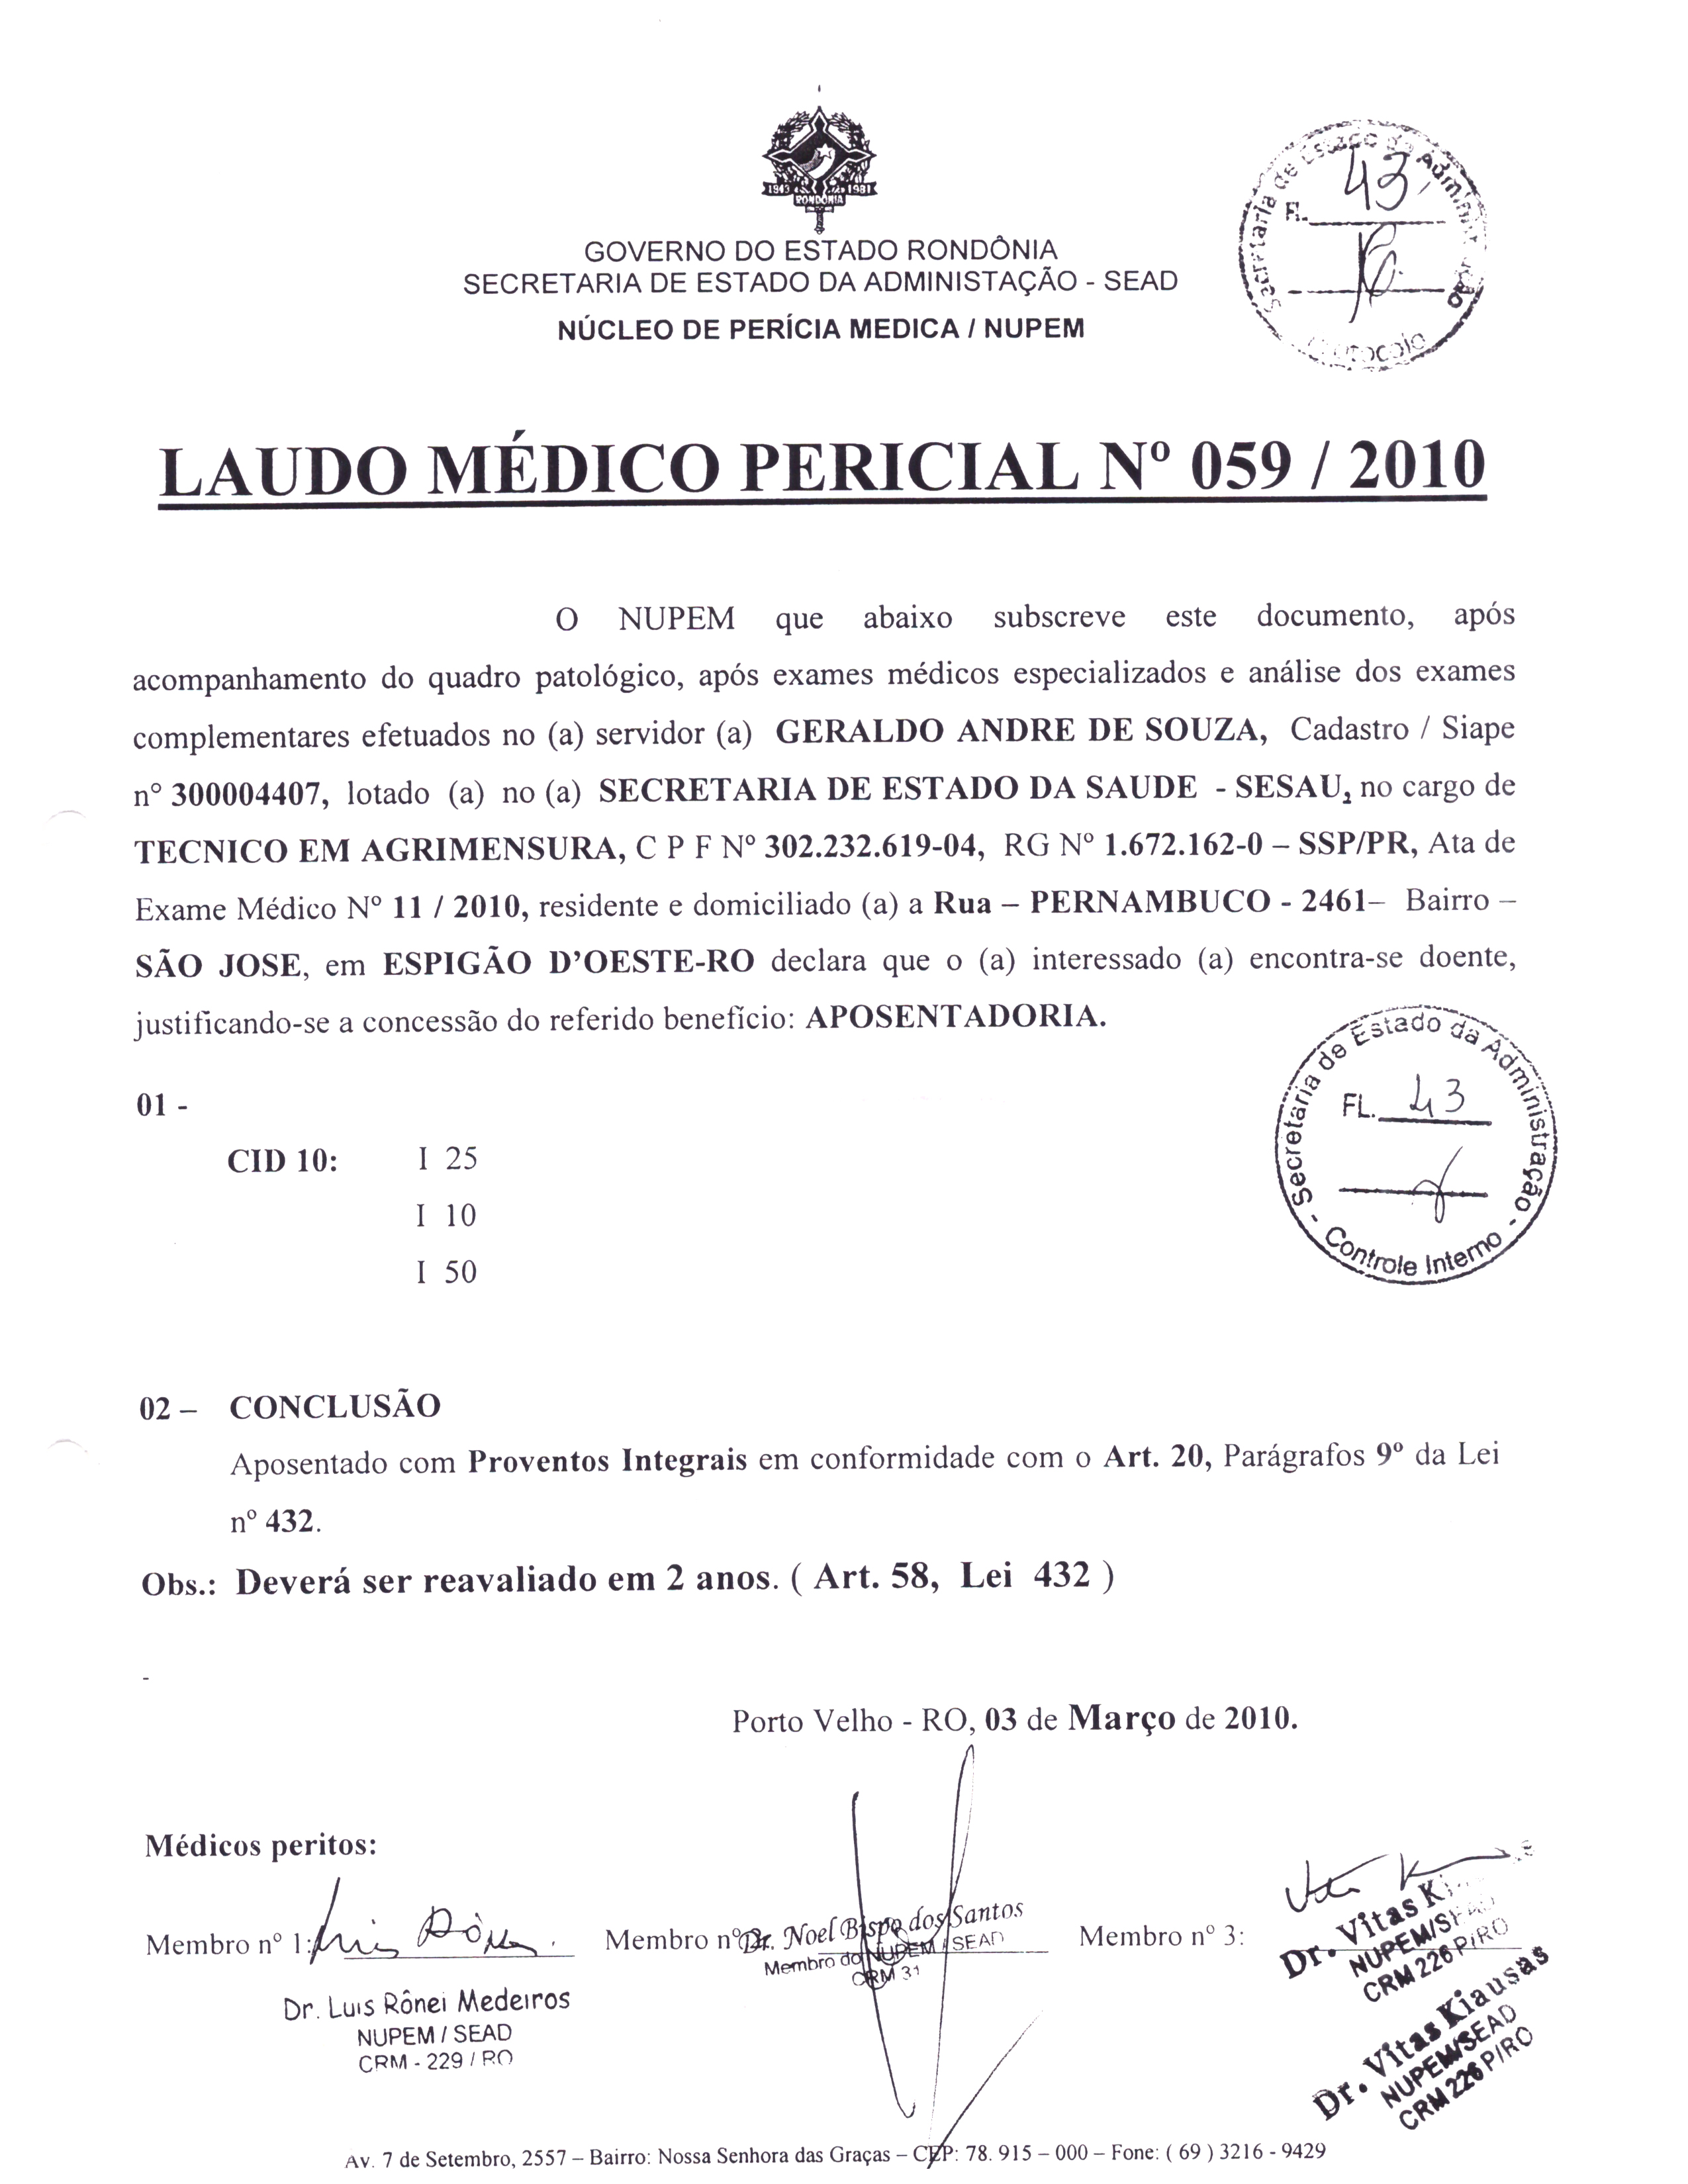 1943 1981
RONDÔNIA
GOVERNO DO ESTADO RONDÔNIA
SECRETARIA DE ESTADO DA ADMINISTAÇÃO - SEAD
NÚCLEO DE PERÍCIA MEDICA / NUPEM
Secretaria de Estado da Administração
Fl. 43
Protocolo
LAUDO MÉDICO PERICIAL Nº 059 / 2010
O NUPEM que abaixo subscreve este documento, após
acompanhamento do quadro patológico, após exames médicos especializados e análise dos exames
complementares efetuados no (a) servidor (a) GERALDO ANDRE DE SOUZA, Cadastro / Siape
nº 300004407, lotado (a) no (a) SECRETARIA DE ESTADO DA SAUDE - SESAU, no cargo de
TECNICO EM AGRIMENSURA, C P F Nº 302.232.619-04, RG Nº 1.672.162-0 – SSP/PR, Ata de
Exame Médico Nº 11 / 2010, residente e domiciliado (a) a Rua – PERNAMBUCO - 2461– Bairro –
SÃO JOSE, em ESPIGÃO D’OESTE-RO declara que o (a) interessado (a) encontra-se doente,
justificando-se a concessão do referido benefício: APOSENTADORIA.
Secretaria de Estado da Administração
FL. 43
- Controle Interno -
01 -
CID 10: I 25
I 10
I 50
02 – CONCLUSÃO
Aposentado com Proventos Integrais em conformidade com o Art. 20, Parágrafos 9º da Lei
nº 432.
Obs.: Deverá ser reavaliado em 2 anos. ( Art. 58, Lei 432 )
-
Porto Velho - RO, 03 de Março de 2010.
Médicos peritos:
Membro nº 1: Membro nº 2: Membro nº 3:
Dr. Luis Rônei Medeiros
NUPEM / SEAD
CRM - 229 / RO
Dr. Noel Bispo dos Santos
Membro do NUPEM / SEAD
CRM 31
Dr. Vitas
NUPEM/SEAD
CRM 226 P/RO
Dr. Vitas Kiausas
NUPEM/SEAD
CRM 226 P/RO
Av. 7 de Setembro, 2557 – Bairro: Nossa Senhora das Graças – CEP: 78. 915 – 000 – Fone: ( 69 ) 3216 - 9429